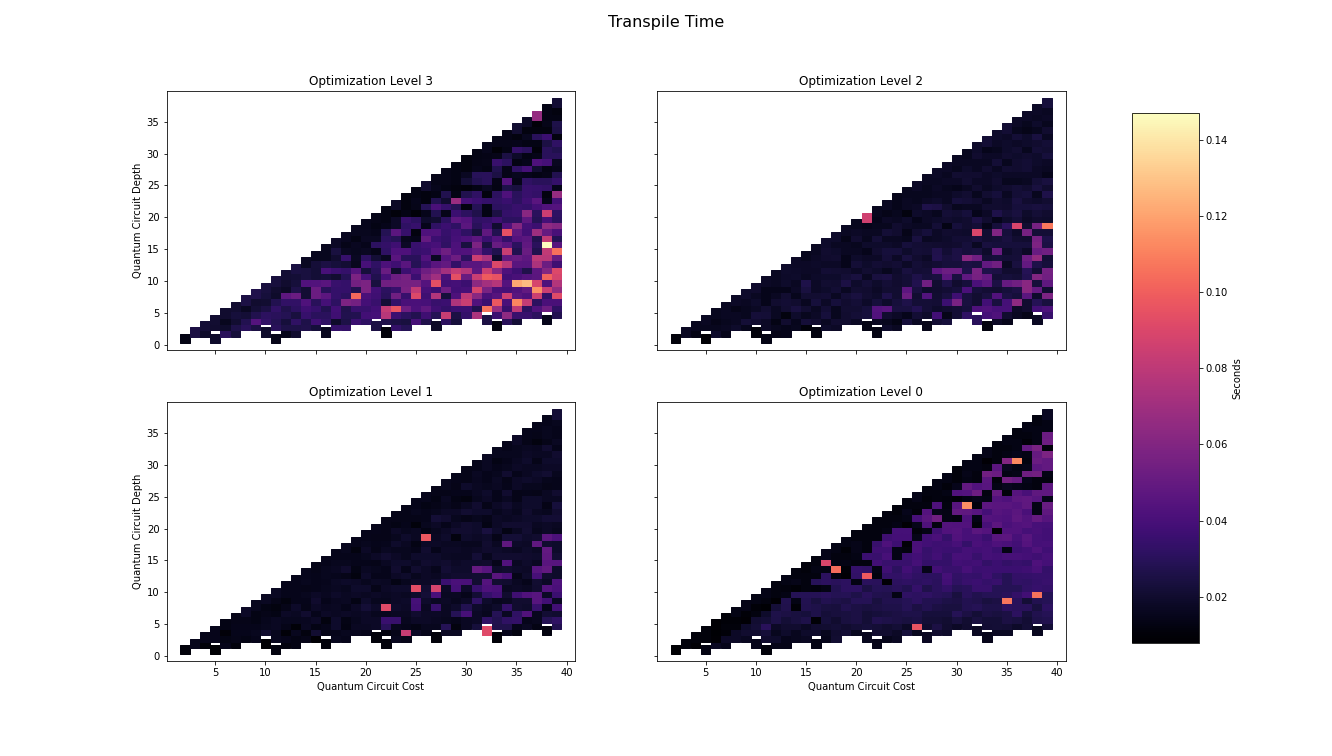 Transpile Time
Optimization Level 3
Optimization Level 2
35
30
25
20
15
10
5
0
Quantum Circuit Depth
Optimization Level 1
Optimization Level 0
35
30
25
20
15
10
5
0
Quantum Circuit Depth
5 10 15 20 25 30 35 40
Quantum Circuit Cost
5 10 15 20 25 30 35 40
Quantum Circuit Cost
0.14
0.12
0.10
0.08
0.06
0.04
0.02
Seconds